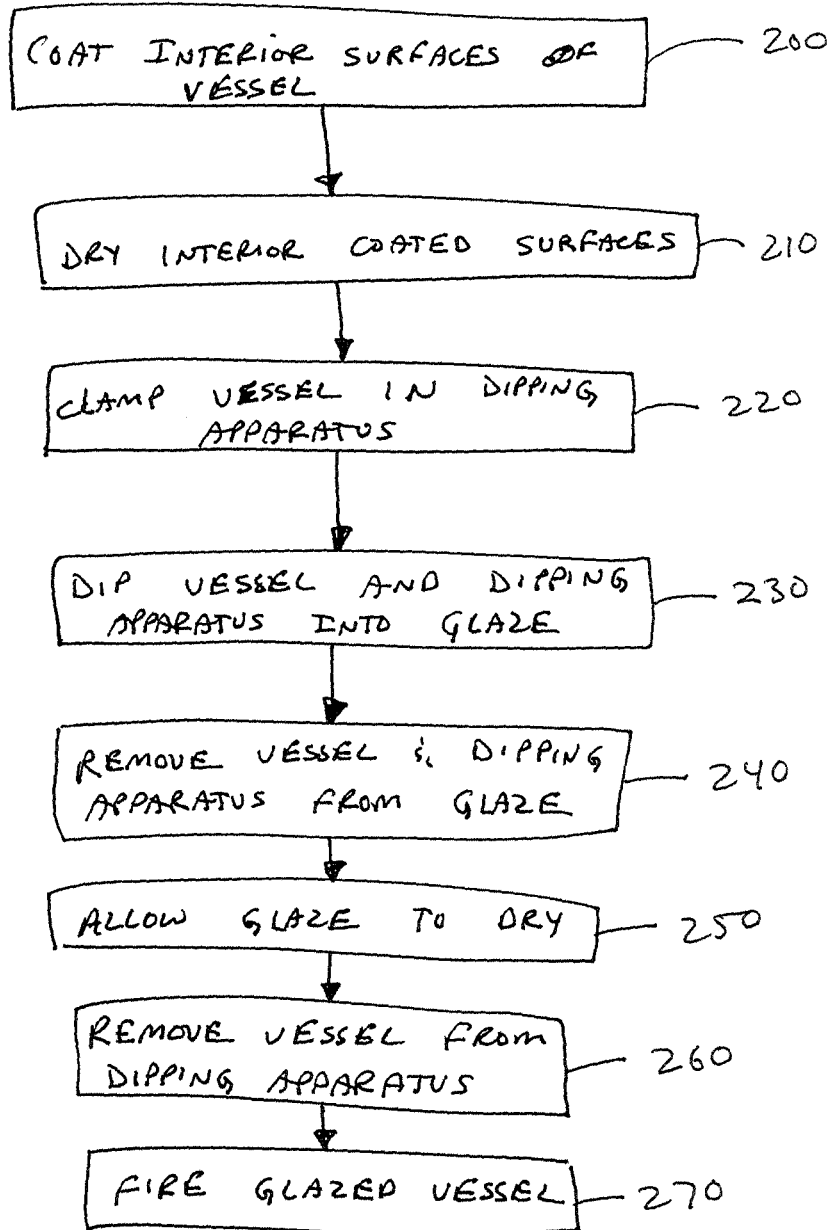 COAT INTERIOR SURFACES OF
VESSEL
200
DRY INTERIOR COATED SURFACES
210
CLAMP VESSEL IN DIPPING
APPARATUS
220
DIP VESSEL AND DIPPING
APPARATUS INTO GLAZE
230
REMOVE VESSEL & DIPPING
APPARATUS FROM GLAZE
240
ALLOW GLAZE TO DRY
250
REMOVE VESSEL FROM
DIPPING APPARATUS
260
FIRE GLAZED VESSEL
270